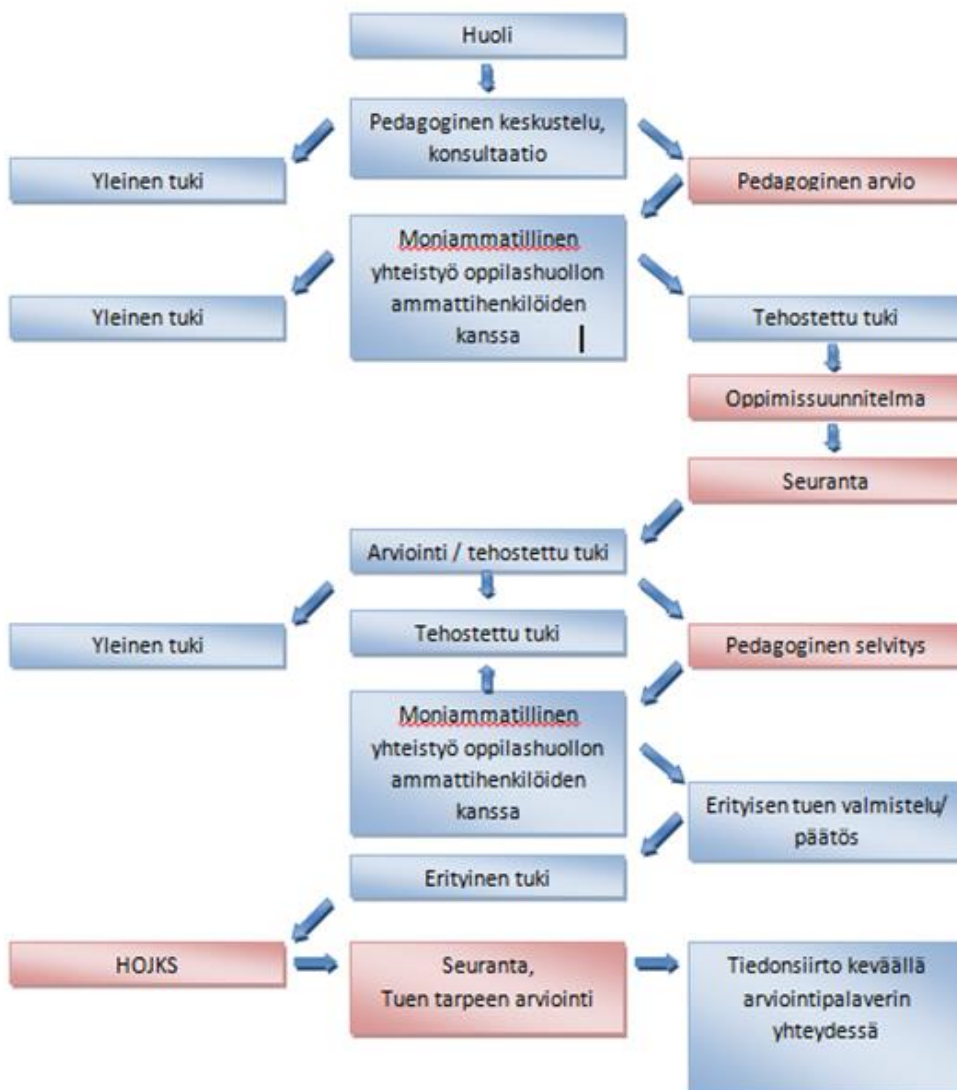 Huoli
Pedagoginen keskustelu,
konsultaatio
Yleinen tuki
Pedagoginen arvio
Moniammatillinen
yhteistyö oppilashuollon
ammattihenkilöiden
kanssa
Yleinen tuki
Tehostettu tuki
Oppimissuunnitelma
Seuranta
Arviointi / tehostettu tuki
Yleinen tuki
Tehostettu tuki
Pedagoginen selvitys
Moniammatillinen
yhteistyö oppilashuollon
ammattihenkilöiden
kanssa
Erityisen tuen valmistelu/
päätös
Erityinen tuki
HOJKS
Seuranta,
Tuen tarpeen arviointi
Tiedonsiirto keväällä
arviointipalaverin
yhteydessä